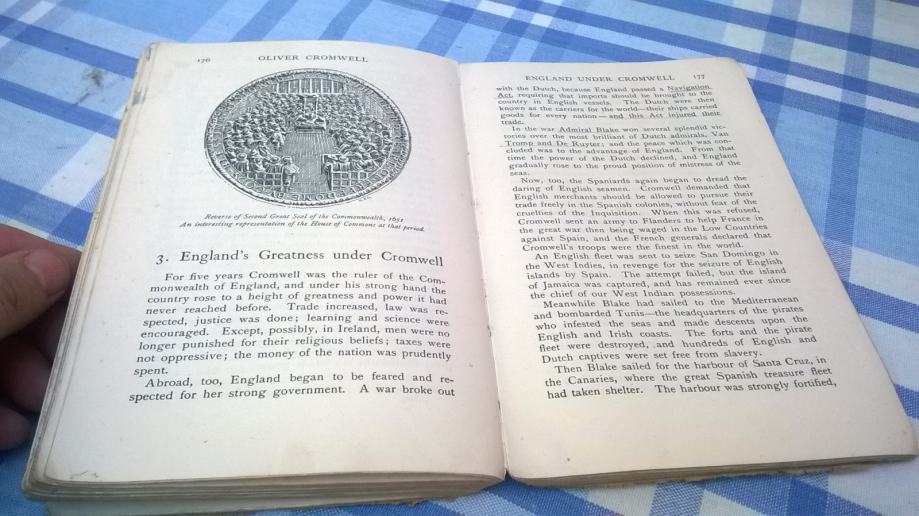 176
OLIVER CROMWELL
Reverse of Second Great Seal of the Commonwealth, 1651
An interesting representation of the House of Commons at that period.
3. England's Greatness under Cromwell
For five years Cromwell was the ruler of the Com-
monwealth of England, and under his strong hand the
country rose to a height of greatness and power it had
never reached before. Trade increased, law was re-
spected, justice was done; learning and science were
encouraged. Except, possibly, in Ireland, men were no
longer punished for their religious beliefs; taxes were
not oppressive; the money of the nation was prudently
spent.
Abroad, too, England began to be feared and re-
spected for her strong government. A war broke out
ENGLAND UNDER CROMWELL 177
with the Dutch, because England passed a Navigation
Act, requiring that imports should be brought to the
country in English vessels. The Dutch were then
known as the carriers for the world—their ships carried
goods for every nation—and this Act injured their
trade.
In the war Admiral Blake won several splendid vic-
tories over the most brilliant of Dutch admirals, Van
Tromp and De Ruyter; and the peace which was con-
cluded was to the advantage of England. From that
time the power of the Dutch declined, and England
gradually rose to the proud position of mistress of the
seas.
Now, too, the Spaniards again began to dread the
daring of English seamen. Cromwell demanded that
English merchants should be allowed to pursue their
trade freely in the Spanish colonies, without fear of the
cruelties of the Inquisition. When this was refused,
Cromwell sent an army to Flanders to help France in
the great war then being waged in the Low Countries
against Spain, and the French generals declared that
Cromwell's troops were the finest in the world.
An English fleet was sent to seize San Domingo in
the West Indies, in revenge for the seizure of English
islands by Spain. The attempt failed, but the island
of Jamaica was captured, and has remained ever since
the chief of our West Indian possessions.
Meanwhile Blake had sailed to the Mediterranean
and bombarded Tunis—the headquarters of the pirates
who infested the seas and made descents upon the
English and Irish coasts. The forts and the pirate
fleet were destroyed, and hundreds of English and
Dutch captives were set free from slavery.
Then Blake sailed for the harbour of Santa Cruz, in
the Canaries, where the great Spanish treasure fleet
had taken shelter. The harbour was strongly fortified,